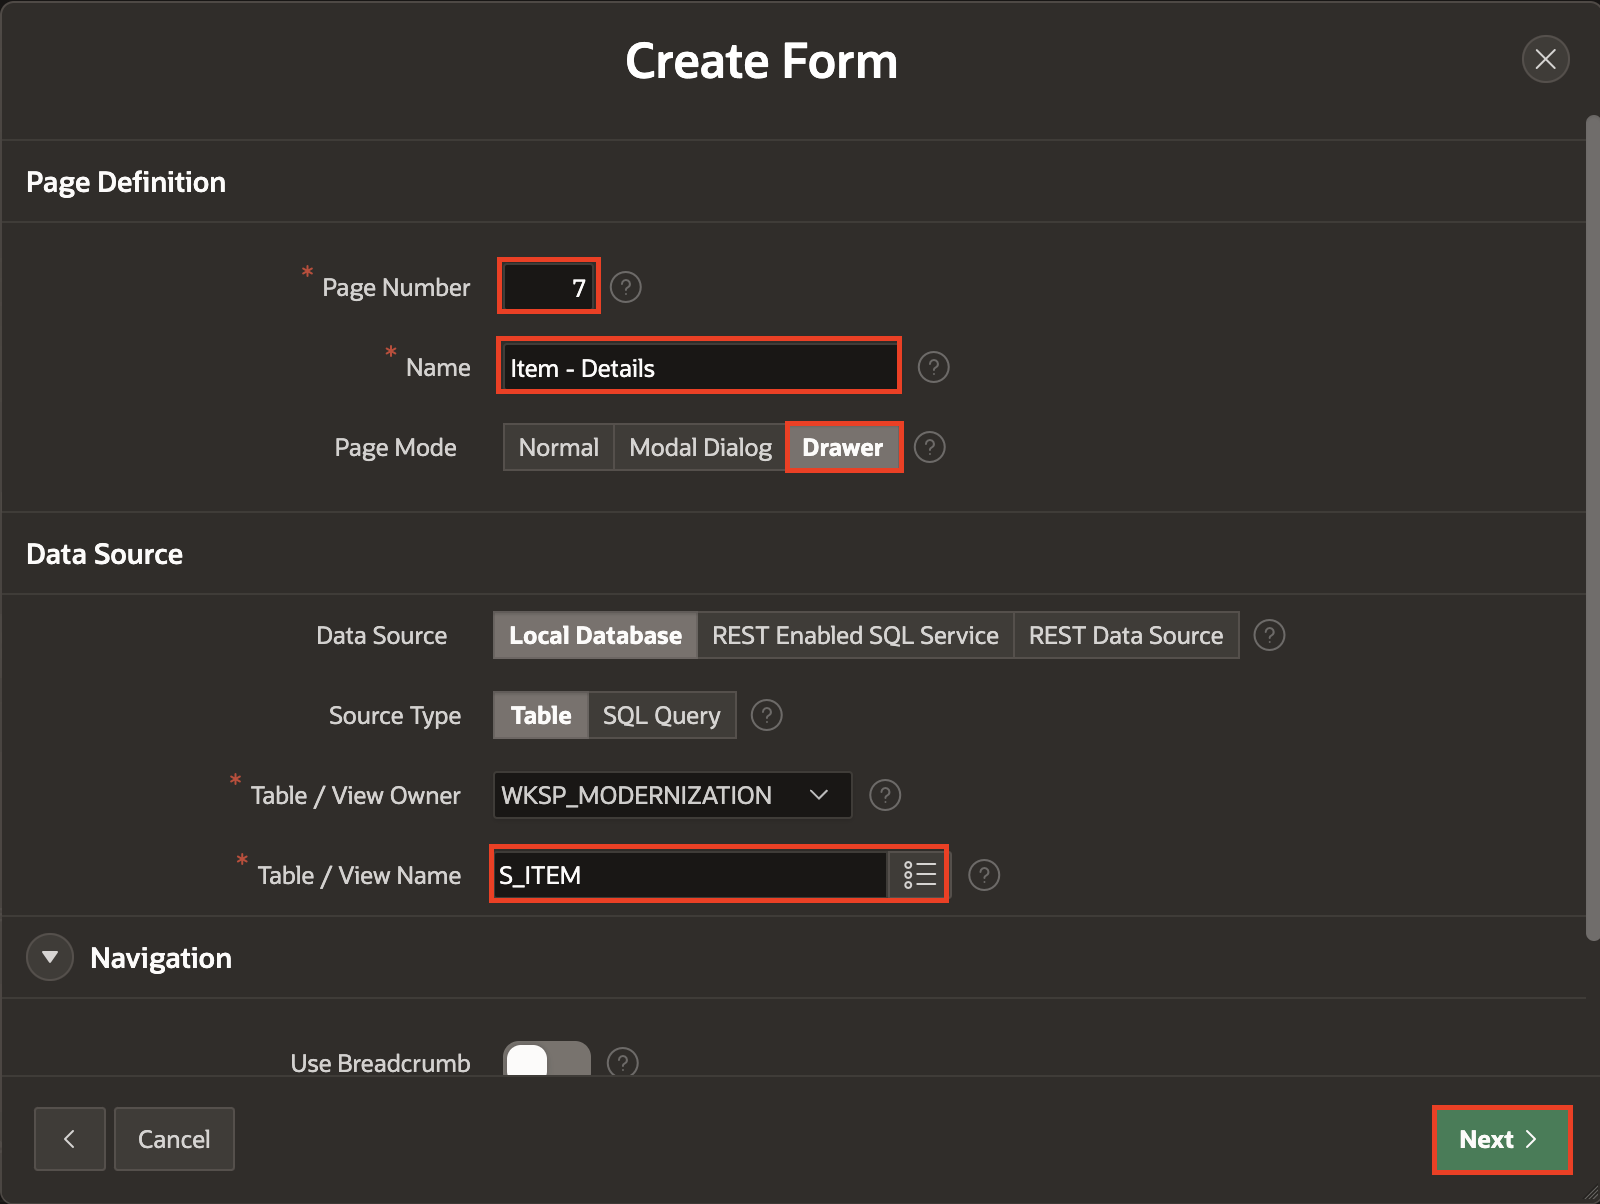 Create Form
Page Definition
* Page Number 7 ?
* Name Item - Details ?
Page Mode Normal Modal Dialog Drawer ?
Data Source
Data Source Local Database REST Enabled SQL Service REST Data Source ?
Source Type Table SQL Query ?
* Table / View Owner WKSP_MODERNIZATION ?
* Table / View Name S_ITEM ?
Navigation
Use Breadcrumb ?
Cancel Next